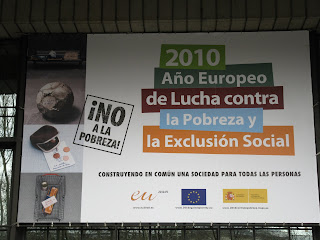 2010
Año Europeo
de Lucha contra
la Pobreza y
la Exclusión Social
¡NO
A LA
POBREZA!
CONSTRUYENDO EN COMÚN UNA SOCIEDAD PARA TODAS LAS PERSONAS
eu